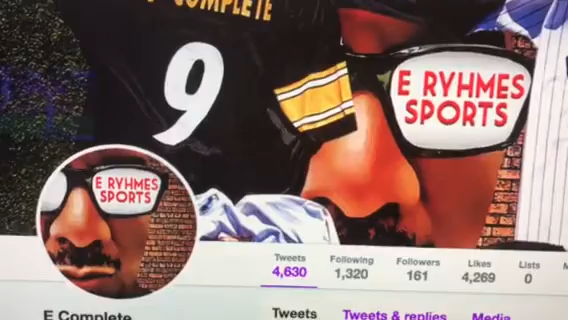 COMPLETE
9
E RYHMES
SPORTS
E RYHMES
SPORTS
Tweets Following Followers Likes Lists
4,630 1,320 161 4,269 0
E Complete
Tweets Tweets & replies Media